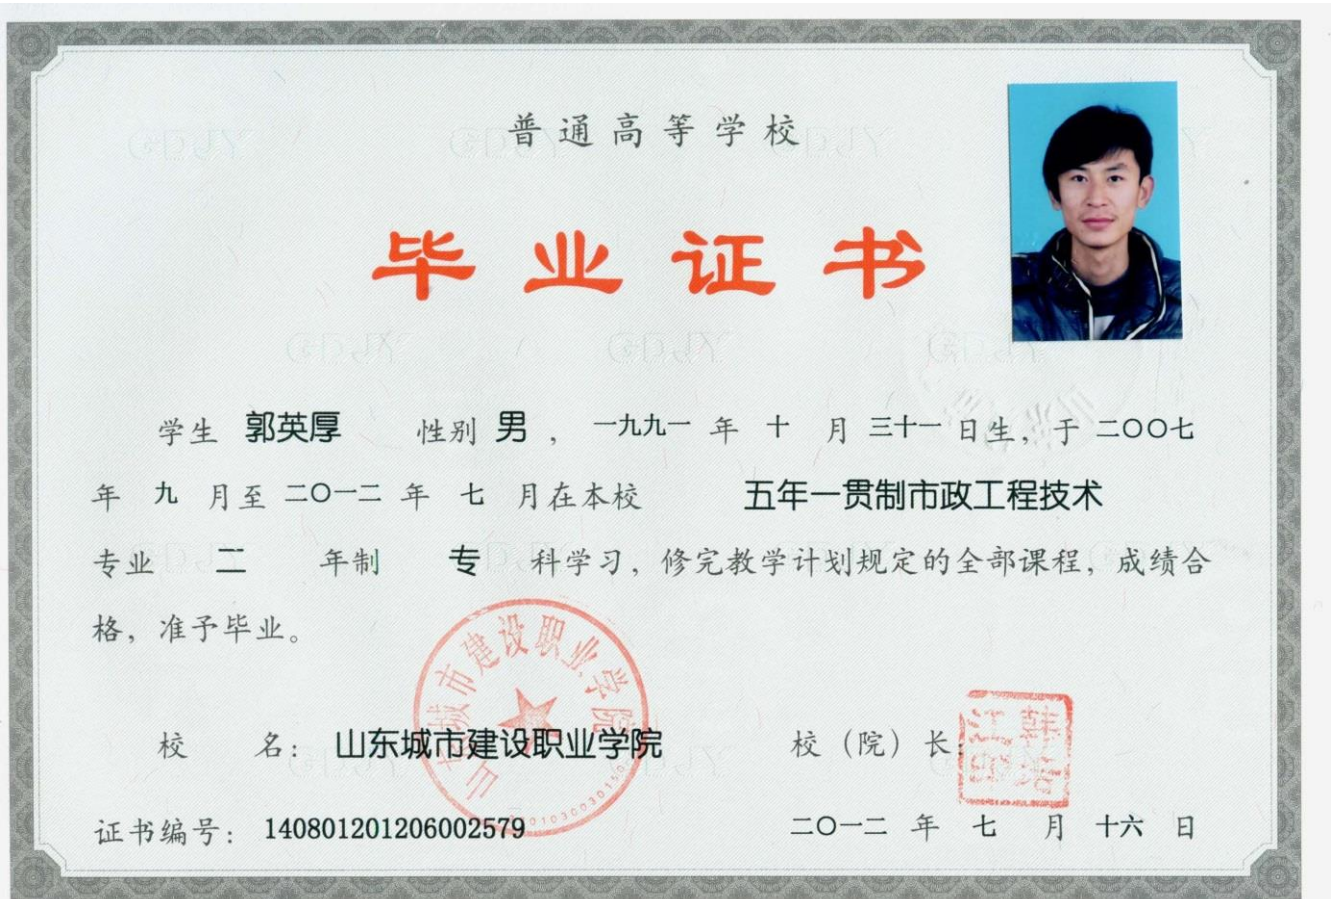 普通高等学校
毕业证书
学生 郭英厚 性别 男 ， 一九九一 年 十 月 三十一 日生，于 二〇〇七
年 九 月至 二〇一二 年 七 月在本校 五年一贯制市政工程技术
专业 二 年制 专 科学习，修完教学计划规定的全部课程，成绩合
格，准予毕业。
山东城市建设职业学院
校 名： 山东城市建设职业学院 校（院）长：
证书编号： 140801201206002579 二〇一二 年 七 月 十六 日